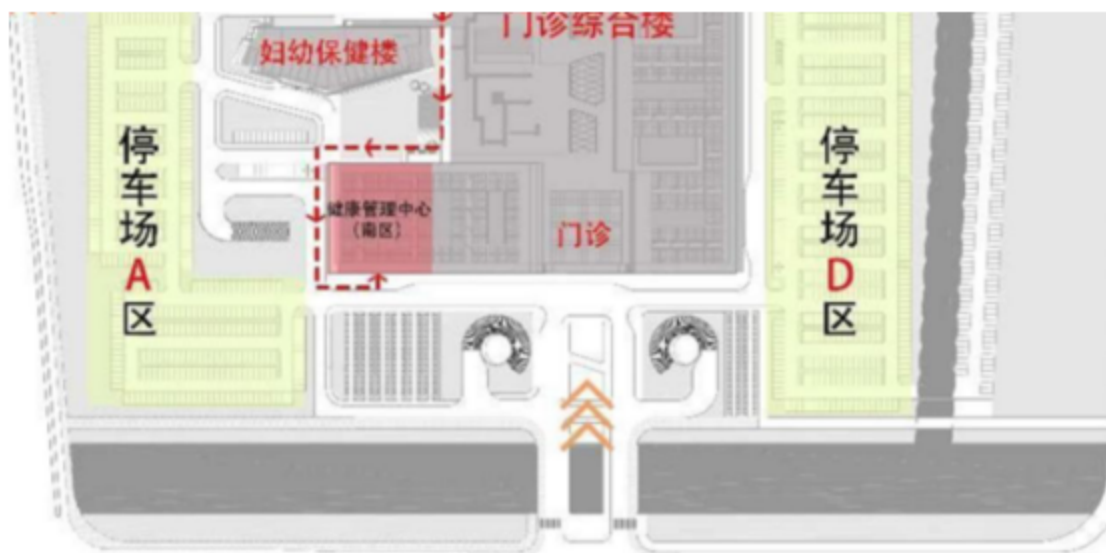 门诊综合楼
妇幼保健楼
停车场A区
健康管理中心
（南区）
门诊
停车场D区